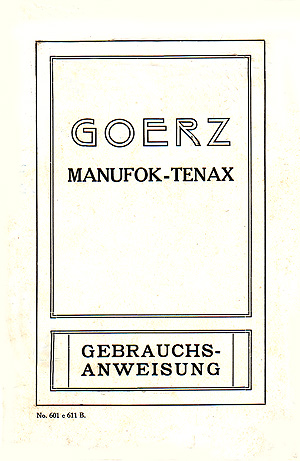 GOERZ
MANUFOK-TENAX
GEBRAUCHS-
ANWEISUNG
No. 601 e 611 B.